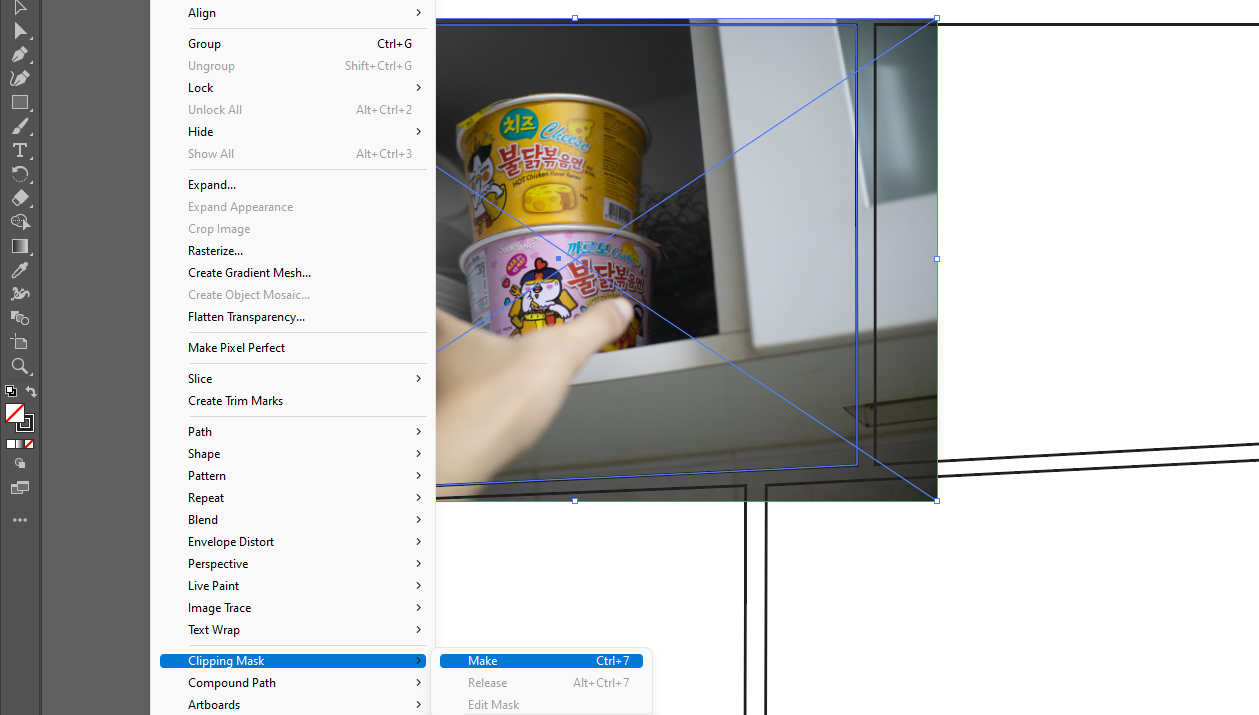 Align
Group Ctrl+G
Ungroup Shift+Ctrl+G
Lock
Unlock All Alt+Ctrl+2
Hide
Show All Alt+Ctrl+3
Expand...
Expand Appearance
Crop Image
Rasterize...
Create Gradient Mesh...
Create Object Mosaic...
Flatten Transparency...
Make Pixel Perfect
Slice
Create Trim Marks
Path
Shape
Pattern
Repeat
Blend
Envelope Distort
Perspective
Live Paint
Image Trace
Text Wrap
Clipping Mask
Compound Path
Artboards
Make Ctrl+7
Release Alt+Ctrl+7
Edit Mask
치즈
Cheese
불닭볶음면
HOT Chicken Flavor Ramen
SAMYANG
까르보
불닭볶음면